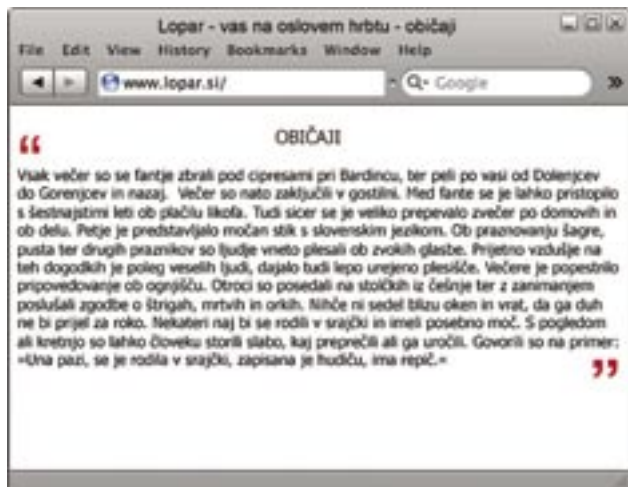 Lopar - vas na oslovem hrbtu - običaji
File Edit View History Bookmarks Window Help
www.lopar.si/
Google
“
OBIČAJI
Vsak večer so se fantje zbrali pod cipresami pri Bardincu, ter peli po vasi od Dolenjcev
do Gorenjcev in nazaj. Večer so nato zaključili v gostilni. Med fante se je lahko pristopilo
s šestnajstimi leti ob plačilu likofa. Tudi sicer se je veliko prepevalo zvečer po domovih in
ob delu. Petje je predstavljalo močan stik s slovenskim jezikom. Ob praznovanju šagre,
pusta ter drugih praznikov so ljudje vneto plesali ob zvokih glasbe. Prijetno vzdušje na
teh dogodkih je poleg veselih ljudi, dajalo tudi lepo urejeno plesišče. Večere je popestrilo
pripovedovanje ob ognjišču. Otroci so posedali na stolčkih iz češnje ter z zanimanjem
poslušali zgodbe o štrigah, mrtvih in orkih. Nihče ni sedel blizu oken in vrat, da ga duh
ne bi prijel za roko. Nekateri naj bi se rodili v srajčki in imeli posebno moč. S pogledom
ali kretnjo so lahko človeku storili slabo, kaj preprečili ali ga uročili. Govorili so na primer:
»Una pazi, se je rodila v srajčki, zapisana je hudiču, ima repič.«
”